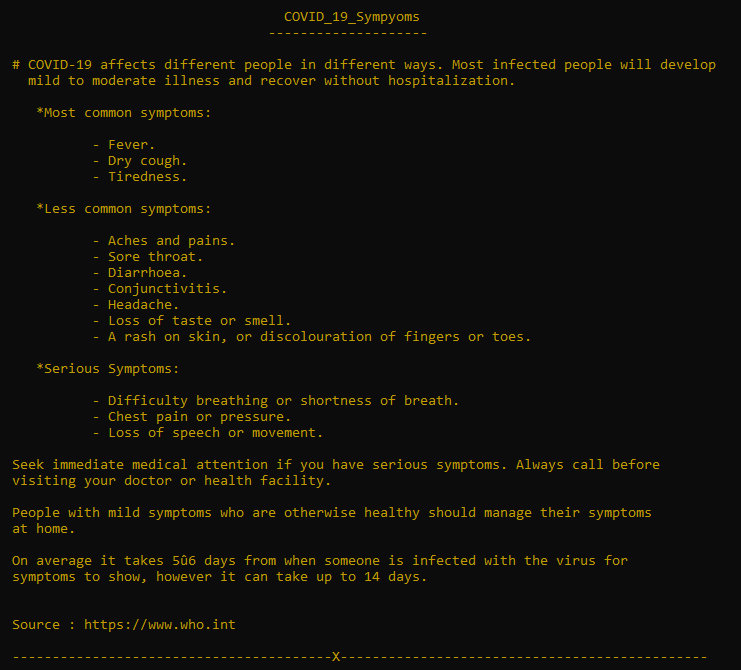 COVID_19_Sympyoms
--------------------
# COVID-19 affects different people in different ways. Most infected people will develop
mild to moderate illness and recover without hospitalization.
*Most common symptoms:
- Fever.
- Dry cough.
- Tiredness.
*Less common symptoms:
- Aches and pains.
- Sore throat.
- Diarrhoea.
- Conjunctivitis.
- Headache.
- Loss of taste or smell.
- A rash on skin, or discolouration of fingers or toes.
*Serious Symptoms:
- Difficulty breathing or shortness of breath.
- Chest pain or pressure.
- Loss of speech or movement.
Seek immediate medical attention if you have serious symptoms. Always call before
visiting your doctor or health facility.
People with mild symptoms who are otherwise healthy should manage their symptoms
at home.
On average it takes 5û6 days from when someone is infected with the virus for
symptoms to show, however it can take up to 14 days.
Source : https://www.who.int
----------------------------------------X----------------------------------------------